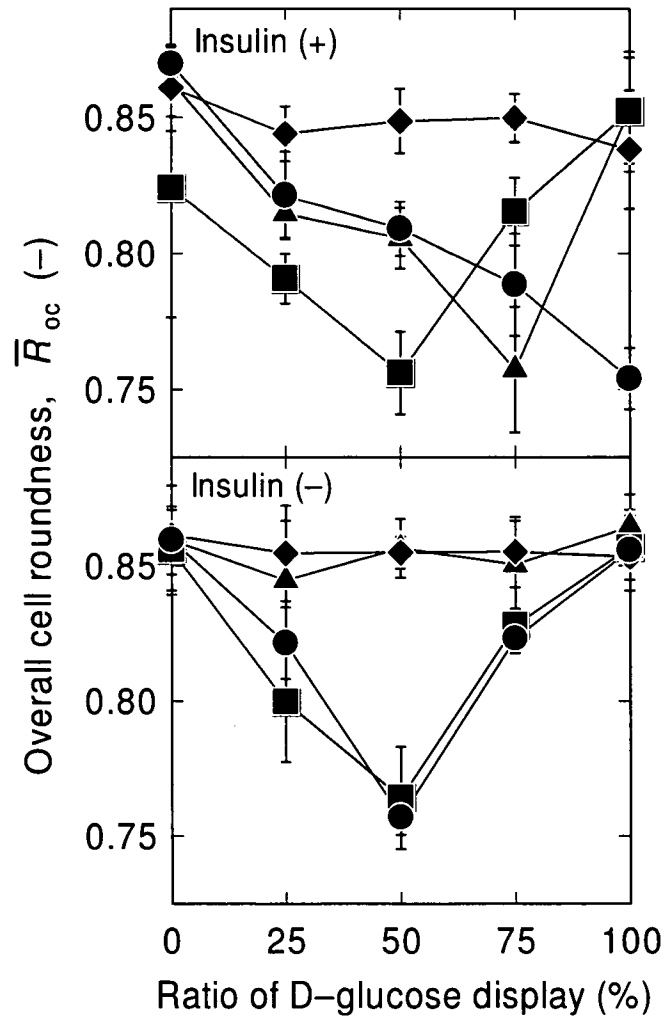 Insulin (+)
0.85
0.80
0.75
Insulin (–)
0.85
0.80
0.75
0 25 50 75 100
Ratio of D–glucose display (%)
Overall cell roundness, R̅oc (–)